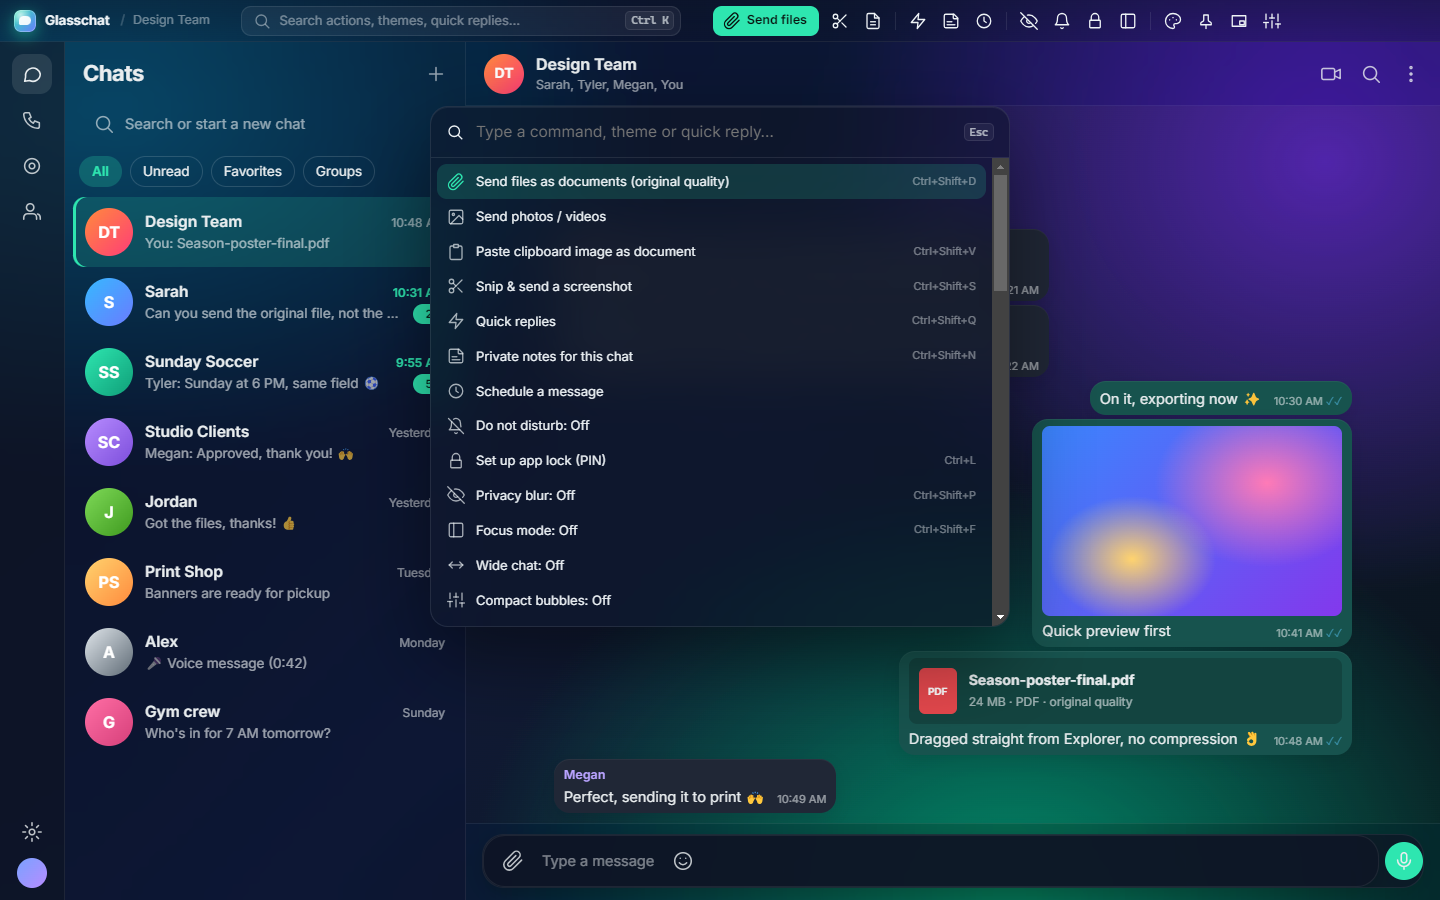 Glasschat / Design Team
Search actions, themes, quick replies...
Ctrl K
Send files
Chats
Search or start a new chat
All
Unread
Favorites
Groups
Design Team
10:48
You: Season-poster-final.pdf
Sarah
10:31
Can you send the original file, not the ...
Sunday Soccer
9:55
Tyler: Sunday at 6 PM, same field ⚽
Studio Clients
Megan: Approved, thank you! 🙌
Jordan
Got the files, thanks! 👍
Print Shop
Banners are ready for pickup
Alex
Monday
🎤 Voice message (0:42)
Gym crew
Sunday
Who's in for 7 AM tomorrow?
DT
S
SS
SC
J
PS
A
G
DT
Design Team
Sarah, Tyler, Megan, You
Type a command, theme or quick reply...
Esc
Send files as documents (original quality)
Ctrl+Shift+D
Send photos / videos
Paste clipboard image as document
Ctrl+Shift+V
Snip & send a screenshot
Ctrl+Shift+S
Quick replies
Ctrl+Shift+Q
Private notes for this chat
Ctrl+Shift+N
Schedule a message
Do not disturb: Off
Set up app lock (PIN)
Ctrl+L
Privacy blur: Off
Ctrl+Shift+P
Focus mode: Off
Ctrl+Shift+F
Wide chat: Off
Compact bubbles: Off
21 AM
22 AM
On it, exporting now ✨ 10:30 AM ✓✓
Quick preview first 10:41 AM ✓✓
PDF
Season-poster-final.pdf
24 MB · PDF · original quality
Dragged straight from Explorer, no compression 👌 10:48 AM ✓✓
Megan
Perfect, sending it to print 🙌 10:49 AM
Type a message